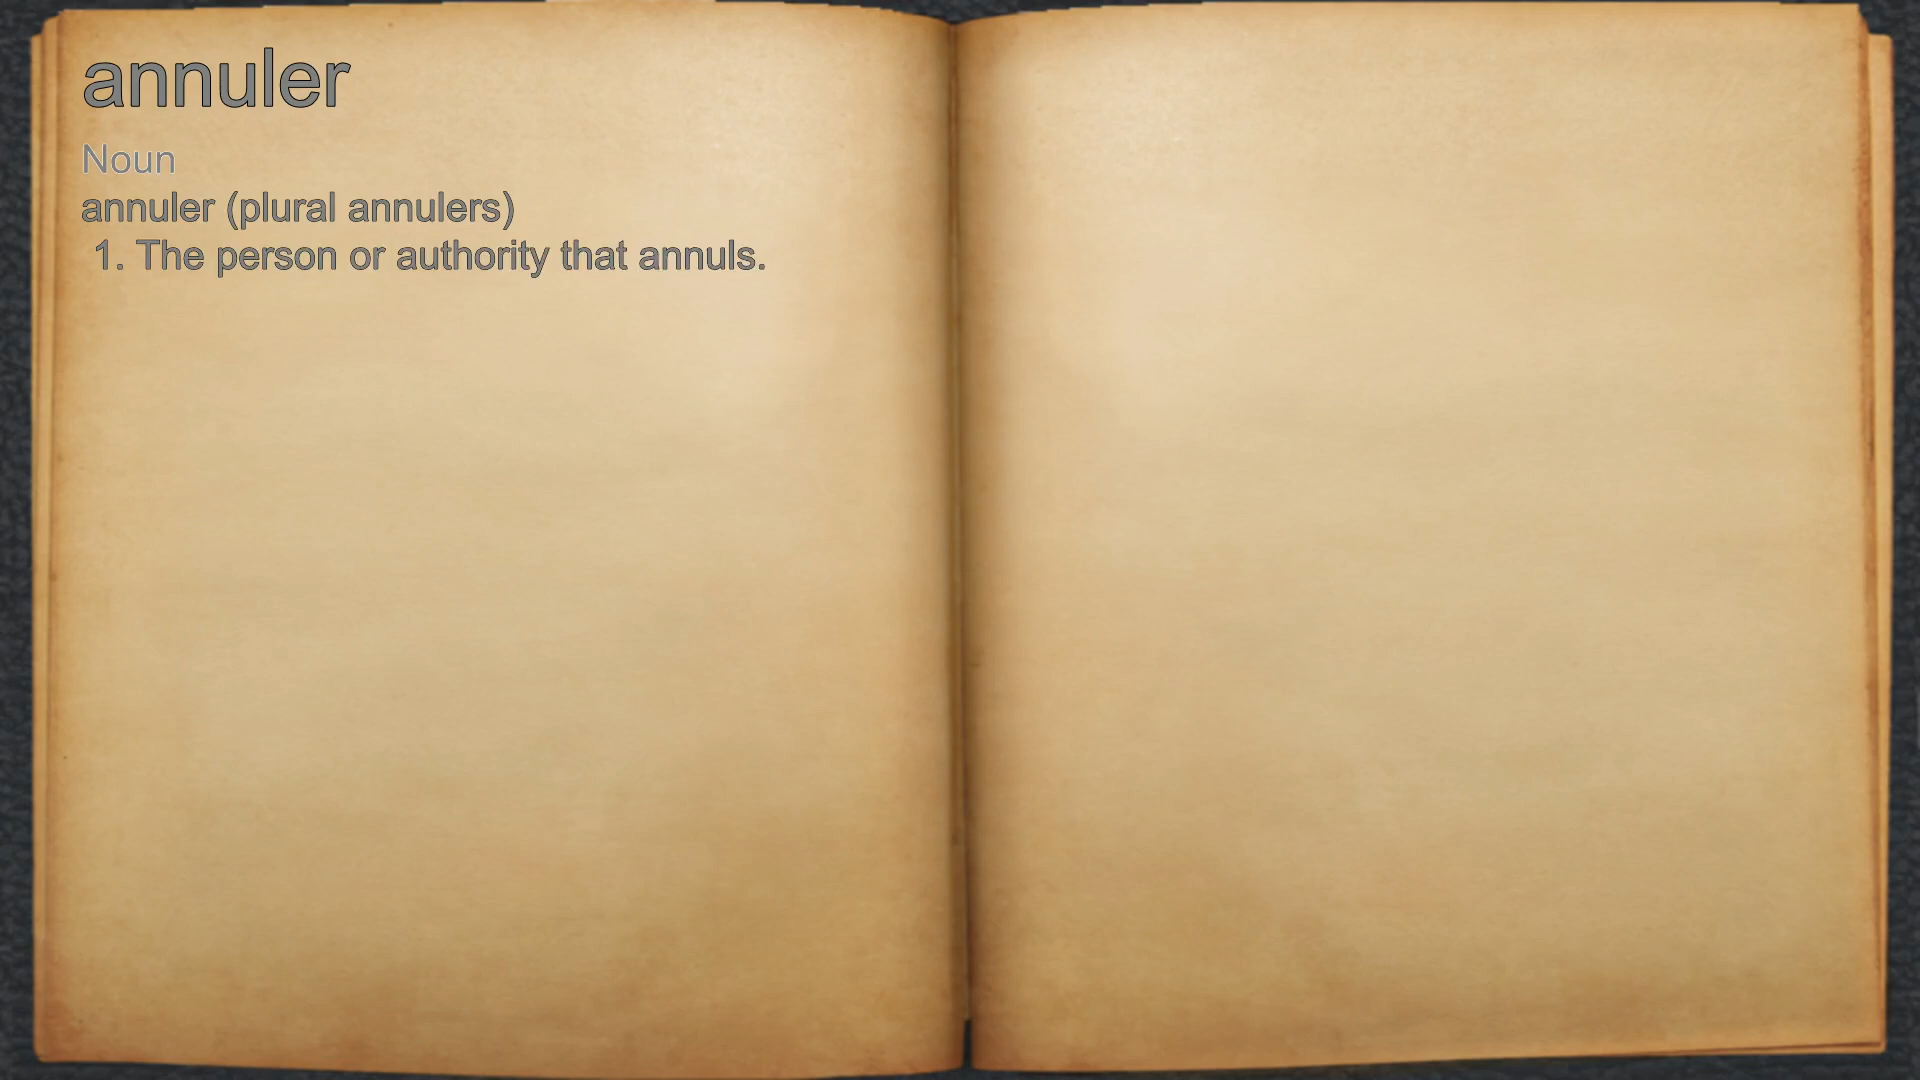 annuler
Noun
annuler (plural annulers)
1. The person or authority that annuls.